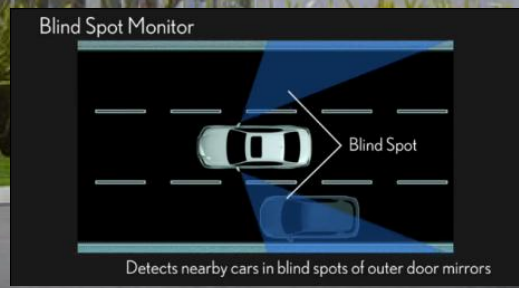 Blind Spot Monitor
Blind Spot
Detects nearby cars in blind spots of outer door mirrors